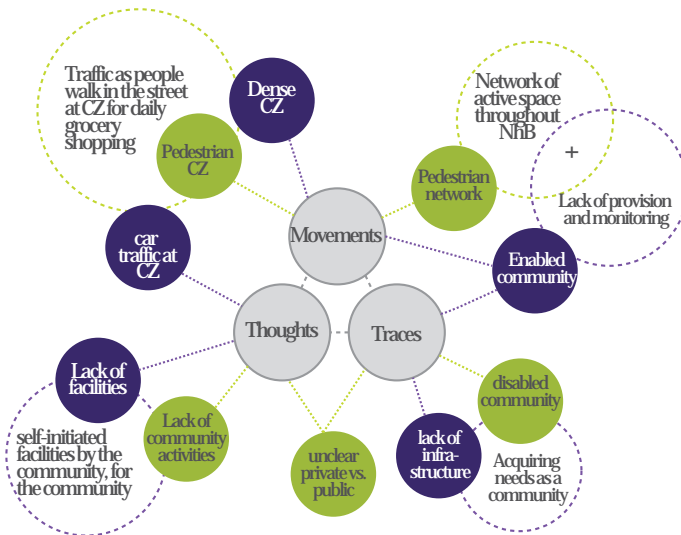 Traffic as people
walk in the street
at CZ for daily
grocery
shopping
Dense
CZ
Pedestrian
CZ
Network of
active space
throughout
NhB
+
Pedestrian
network
Lack of provision
and monitoring
Movements
car
traffic at
CZ
Enabled
community
Thoughts
Traces
Lack of
facilities
disabled
community
Lack of
community
activities
self-initiated
facilities by the
community, for
the community
unclear
private vs.
public
lack of
infra-
structure
Acquiring
needs as a
community